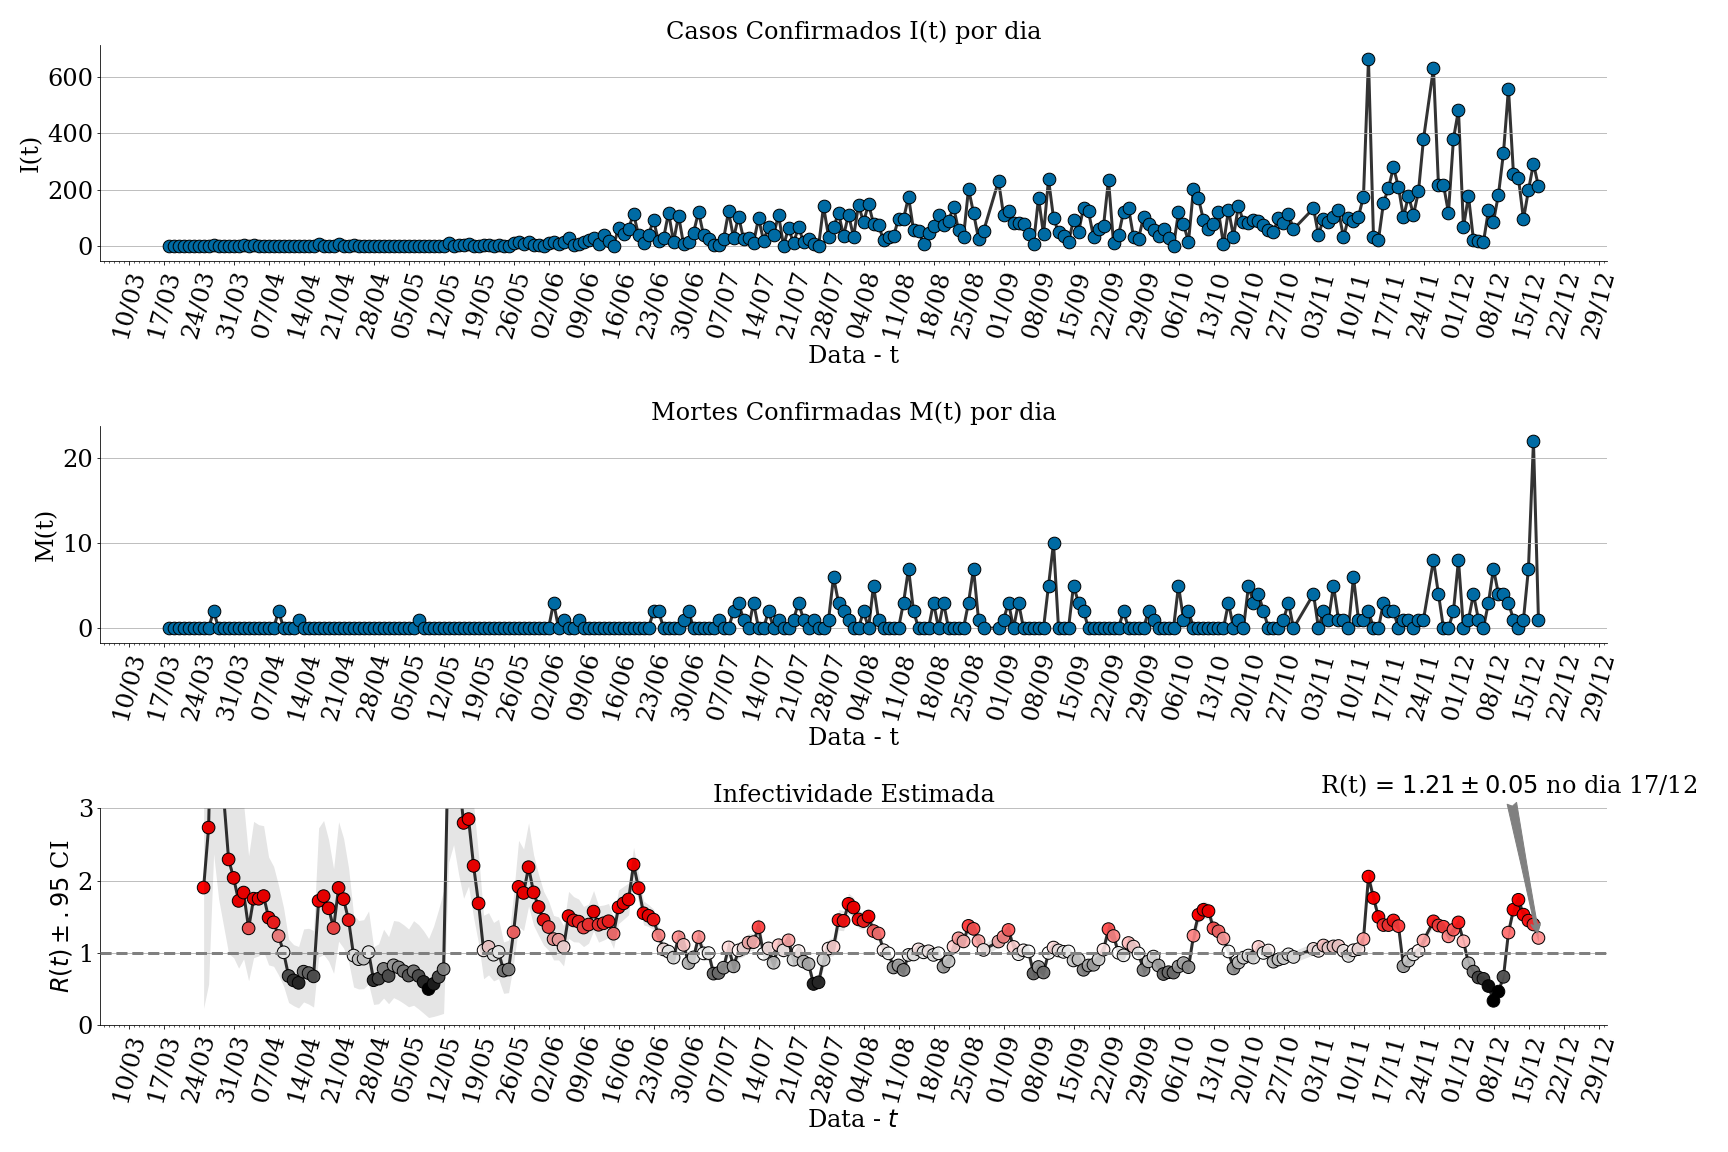 Casos Confirmados I(t) por dia
I(t)
600
400
200
0
10/03 17/03 24/03 31/03 07/04 14/04 21/04 28/04 05/05 12/05 19/05 26/05 02/06 09/06 16/06 23/06 30/06 07/07 14/07 21/07 28/07 04/08 11/08 18/08 25/08 01/09 08/09 15/09 22/09 29/09 06/10 13/10 20/10 27/10 03/11 10/11 17/11 24/11 01/12 08/12 15/12 22/12 29/12
Data - t
Mortes Confirmadas M(t) por dia
M(t)
20
10
0
10/03 17/03 24/03 31/03 07/04 14/04 21/04 28/04 05/05 12/05 19/05 26/05 02/06 09/06 16/06 23/06 30/06 07/07 14/07 21/07 28/07 04/08 11/08 18/08 25/08 01/09 08/09 15/09 22/09 29/09 06/10 13/10 20/10 27/10 03/11 10/11 17/11 24/11 01/12 08/12 15/12 22/12 29/12
Data - t
R(t) = 1.21 ± 0.05 no dia 17/12
Infectividade Estimada
R(t) ± .95 CI
3
2
1
0
10/03 17/03 24/03 31/03 07/04 14/04 21/04 28/04 05/05 12/05 19/05 26/05 02/06 09/06 16/06 23/06 30/06 07/07 14/07 21/07 28/07 04/08 11/08 18/08 25/08 01/09 08/09 15/09 22/09 29/09 06/10 13/10 20/10 27/10 03/11 10/11 17/11 24/11 01/12 08/12 15/12 22/12 29/12
Data - t